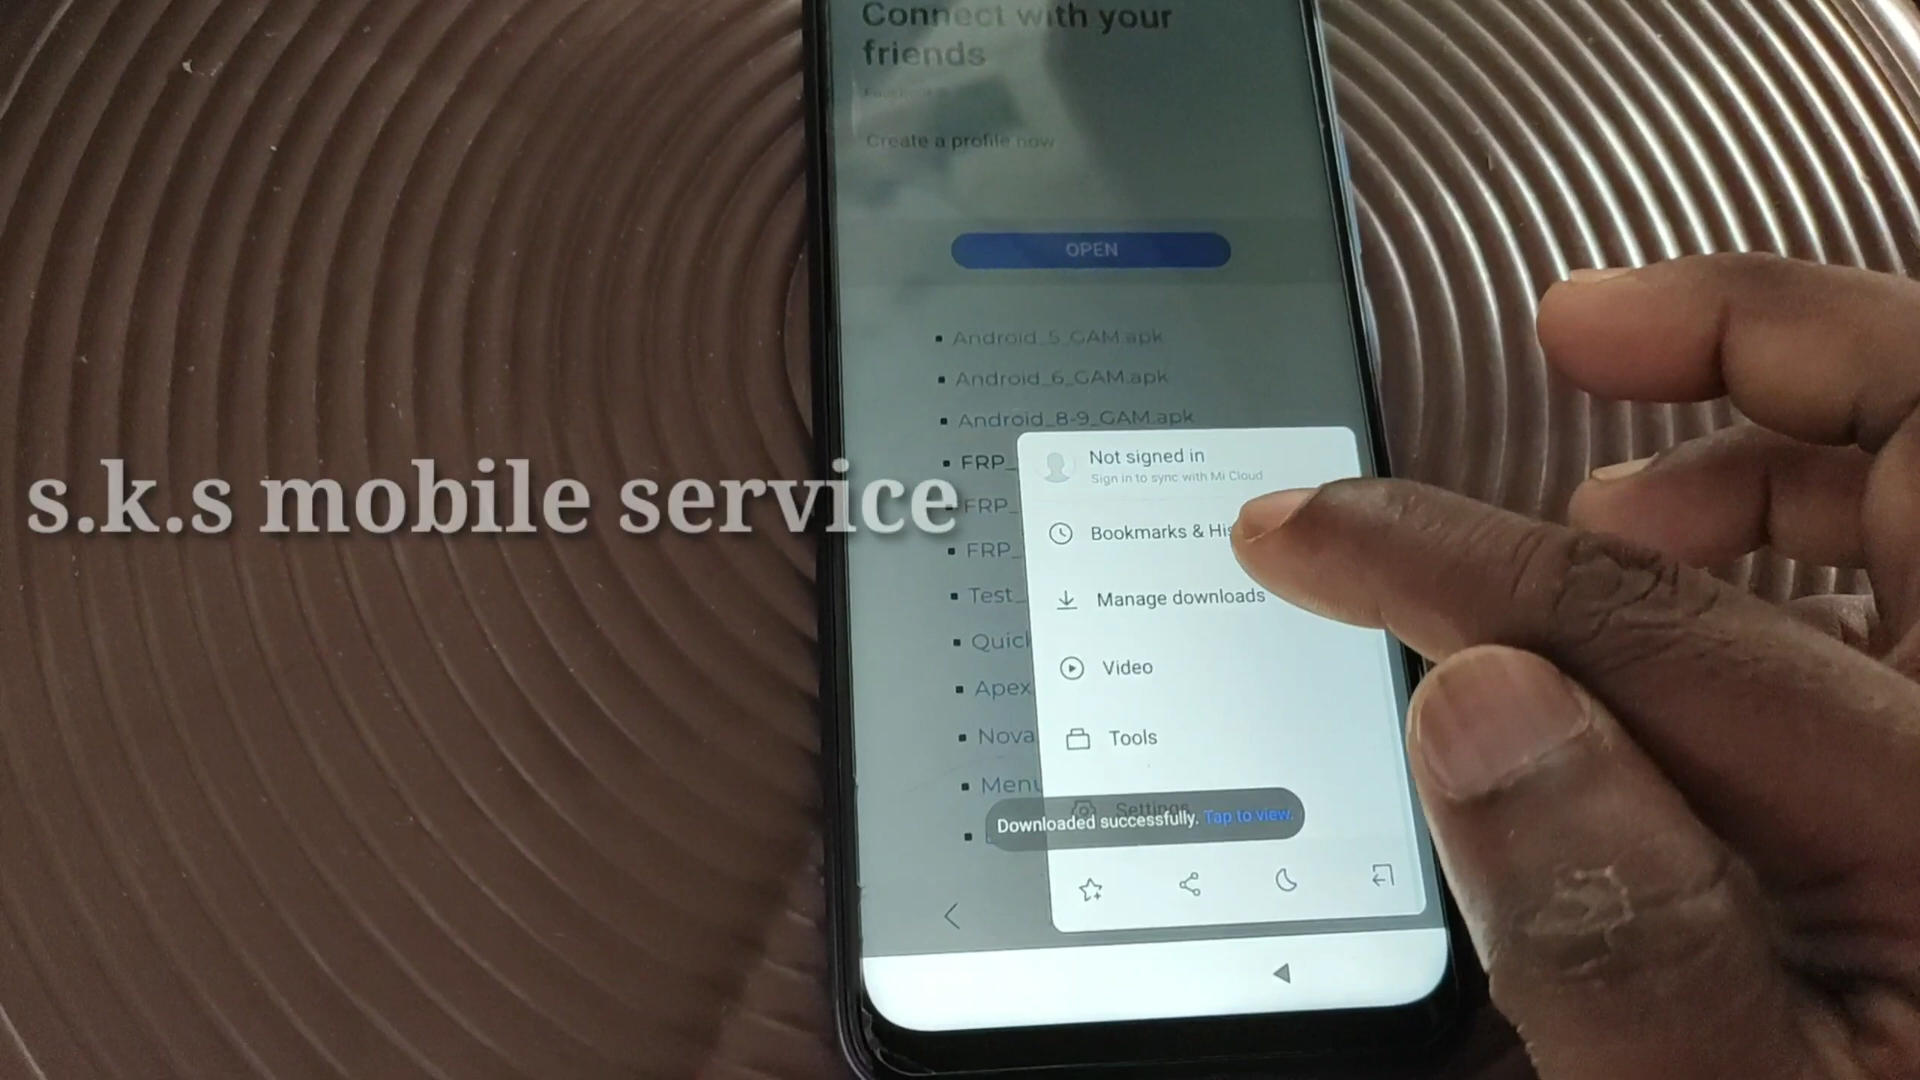 Connect with your
friends
Create a profile now
OPEN
Android_5_GAM.apk
Android_6_GAM.apk
Android_8-9_GAM.apk
FRP_
FRP_
FRP_
Test_
Quick
Apex
Nova
Menu
Not signed in
Sign in to sync with Mi Cloud
Bookmarks & His
Manage downloads
Video
Tools
Settings
Downloaded successfully. Tap to view.
s.k.s mobile service